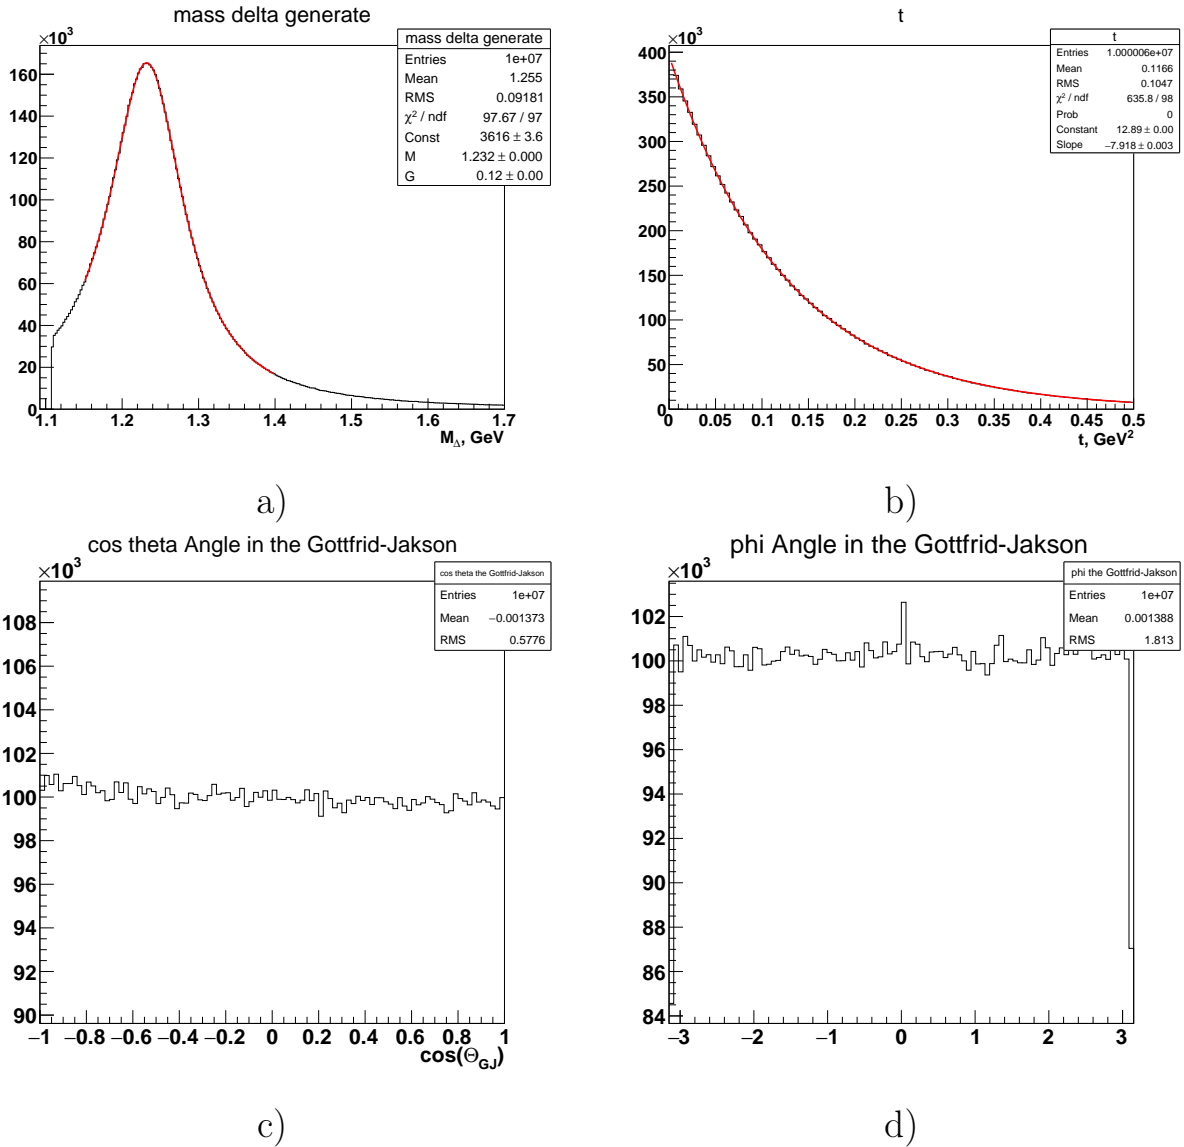 mass delta generate
×10³
mass delta generate
Entries 1e+07
Mean 1.255
RMS 0.09181
χ² / ndf 97.67 / 97
Const 3616 ± 3.6
M 1.232 ± 0.000
G 0.12 ± 0.00
160
140
120
100
80
60
40
20
0
1.1 1.2 1.3 1.4 1.5 1.6 1.7
M_Δ, GeV
a)
t
×10³
t
Entries 1.000006e+07
Mean 0.1166
RMS 0.1047
χ² / ndf 635.8 / 98
Prob 0
Constant 12.89 ± 0.00
Slope −7.918 ± 0.003
400
350
300
250
200
150
100
50
0
0 0.05 0.1 0.15 0.2 0.25 0.3 0.35 0.4 0.45 0.5
t, GeV²
b)
cos theta Angle in the Gottfrid-Jakson
×10³
cos theta the Gottfrid-Jakson
Entries 1e+07
Mean −0.001373
RMS 0.5776
108
106
104
102
100
98
96
94
92
90
−1 −0.8 −0.6 −0.4 −0.2 0 0.2 0.4 0.6 0.8 1
cos(Θ_GJ)
c)
phi Angle in the Gottfrid-Jakson
×10³
phi the Gottfrid-Jakson
Entries 1e+07
Mean 0.001388
RMS 1.813
102
100
98
96
94
92
90
88
86
84
−3 −2 −1 0 1 2 3
d)